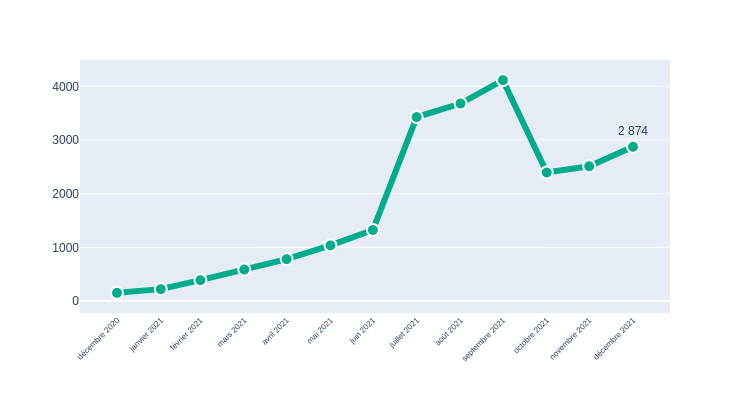 4000
3000
2000
1000
0
2 874
décembre 2020
janvier 2021
février 2021
mars 2021
avril 2021
mai 2021
juin 2021
juillet 2021
août 2021
septembre 2021
octobre 2021
novembre 2021
décembre 2021